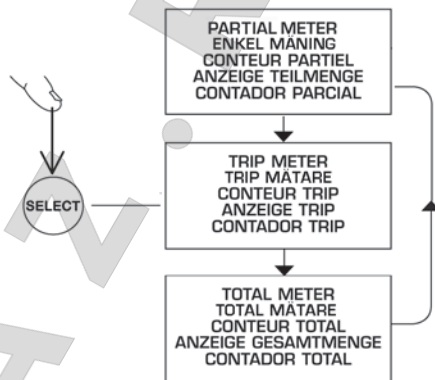 PARTIAL METER
ENKEL MÄNING
CONTEUR PARTIEL
ANZEIGE TEILMENGE
CONTADOR PARCIAL
SELECT
TRIP METER
TRIP MÄTARE
CONTEUR TRIP
ANZEIGE TRIP
CONTADOR TRIP
TOTAL METER
TOTAL MÄTARE
CONTEUR TOTAL
ANZEIGE GESAMTMENGE
CONTADOR TOTAL